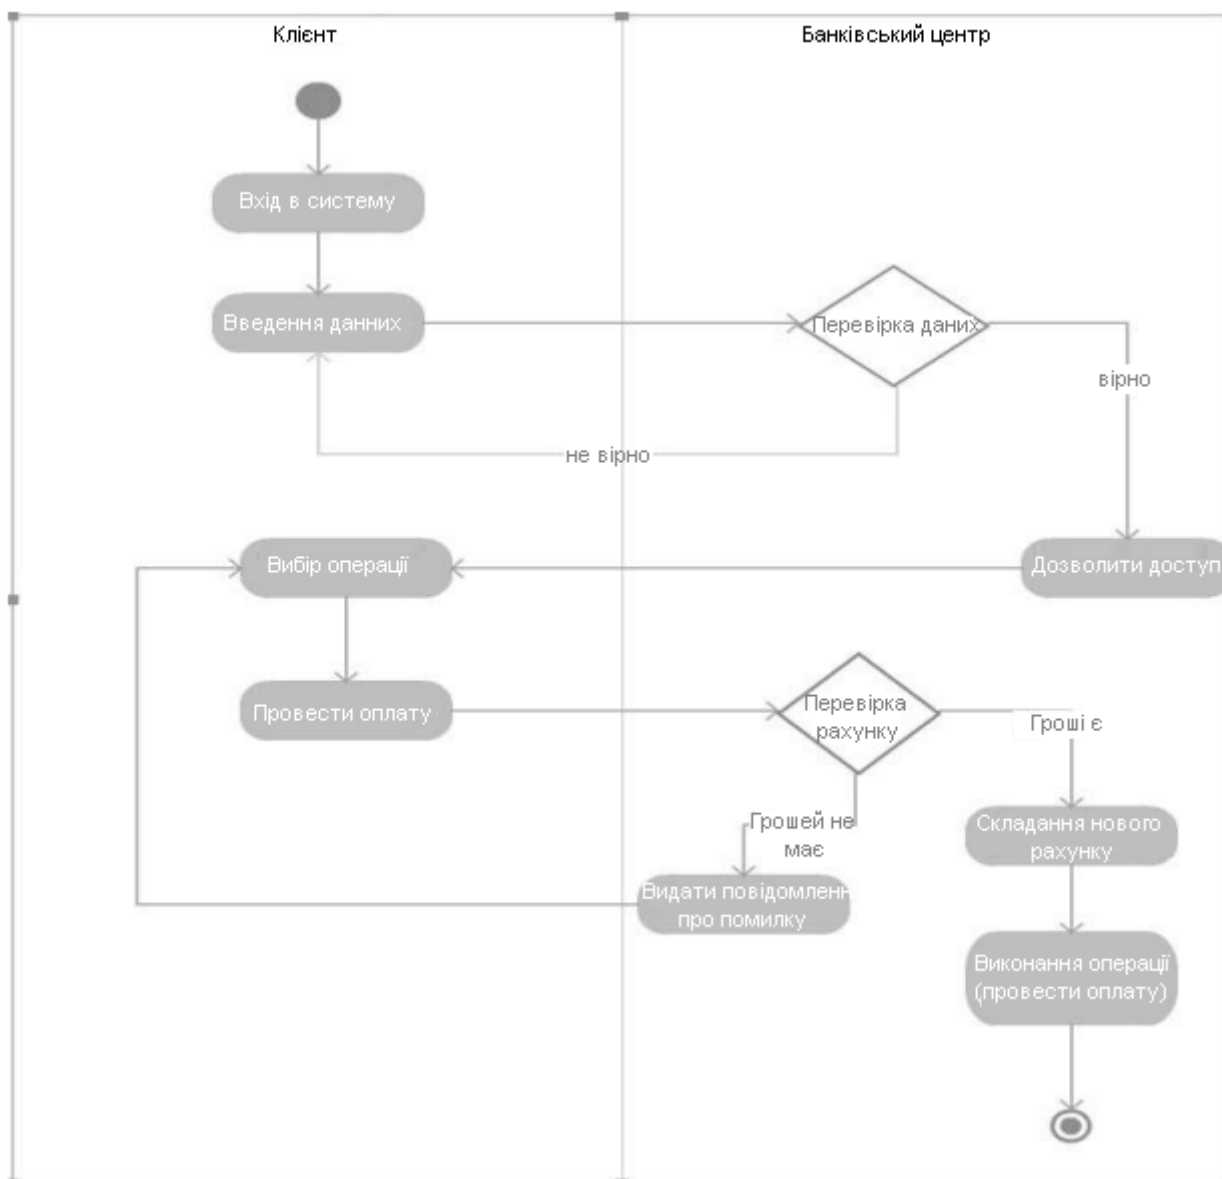 Клієнт
Банківський центр
Вхід в систему
Введення данних
Перевірка даних
вірно
не вірно
Вибір операції
Дозволити доступ
Провести оплату
Перевірка
рахунку
Гроші є
Грошей не
має
Складання нового
рахунку
Видати повідомленн
про помилку
Виконання операції
(провести оплату)